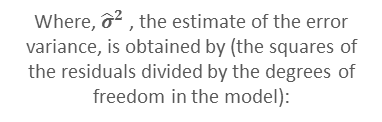 Where, σ̂² , the estimate of the error
variance, is obtained by (the squares of
the residuals divided by the degrees of
freedom in the model):